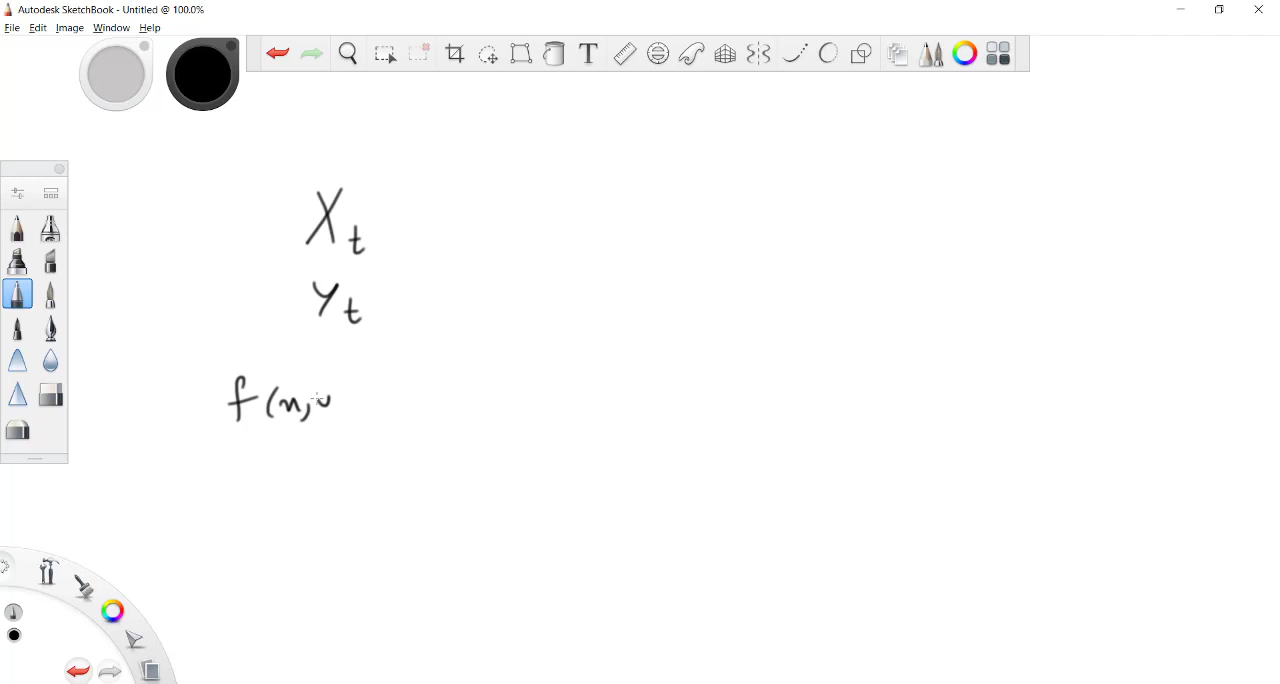 Autodesk SketchBook - Untitled @ 100.0%
File Edit Image Window Help
T
X_t
y_t
f(n,